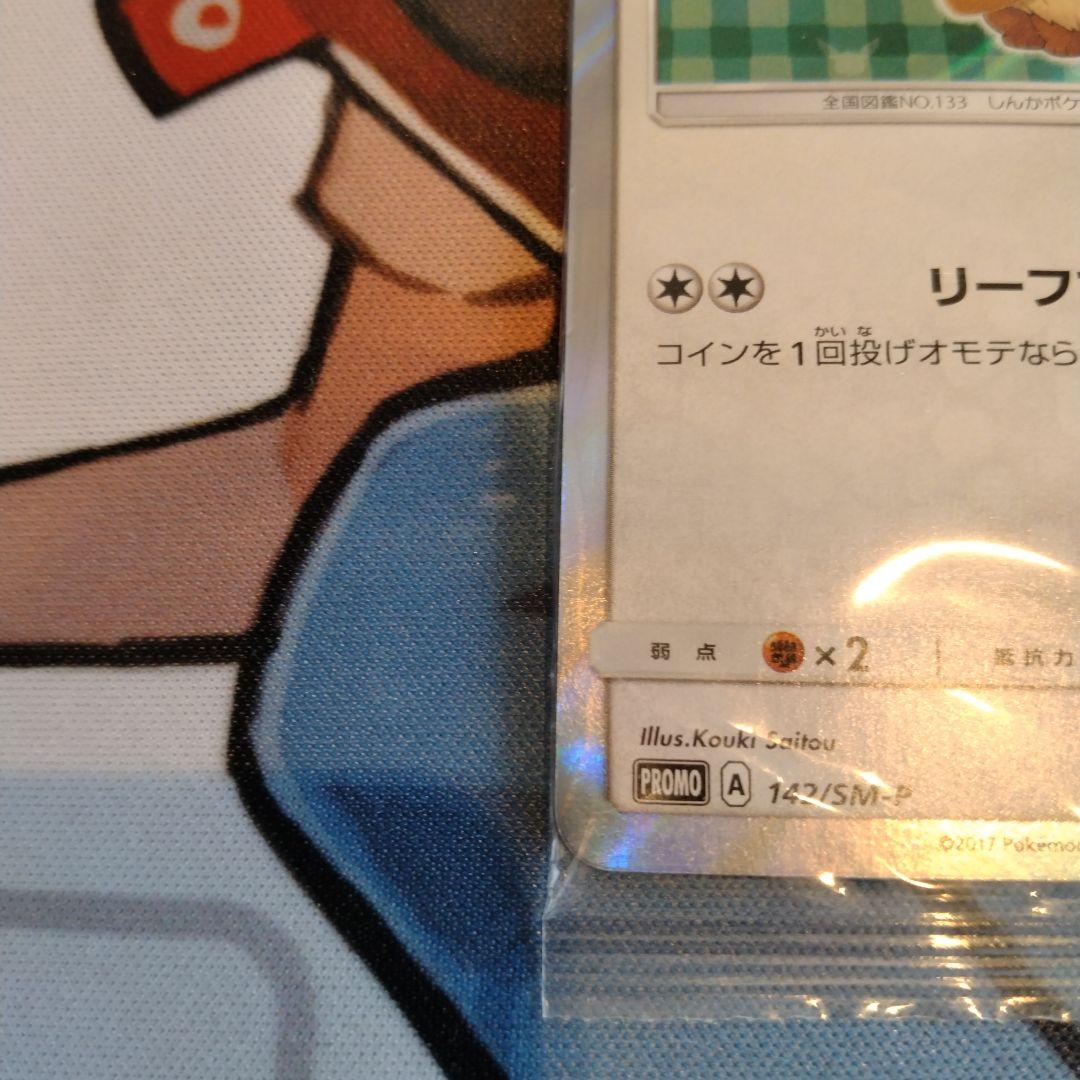 全国図鑑NO.133 しんかポケ
リーフ
かい な
コインを1回投げオモテなら
弱点 ×2 抵抗力
Illus.Kouki Saitou
PROMO A 142/SM-P
©2017 Pokémon